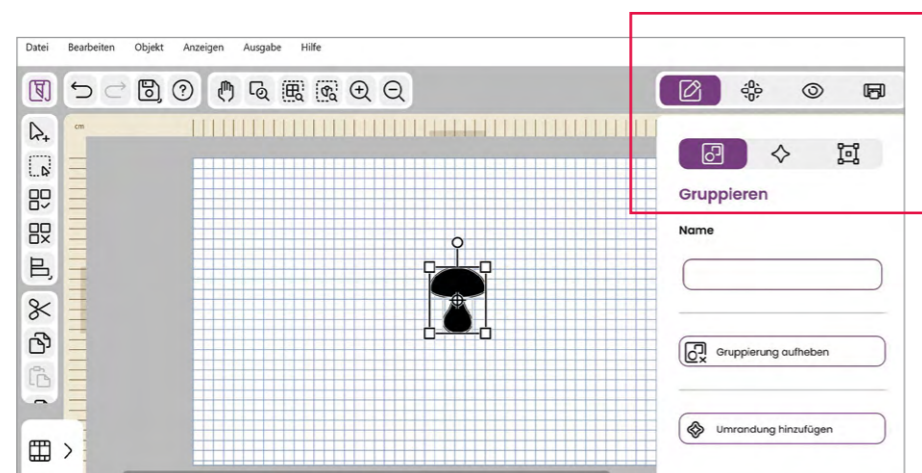 Datei Bearbeiten Objekt Anzeigen Ausgabe Hilfe
cm
Gruppieren
Name
Gruppierung aufheben
Umrandung hinzufügen